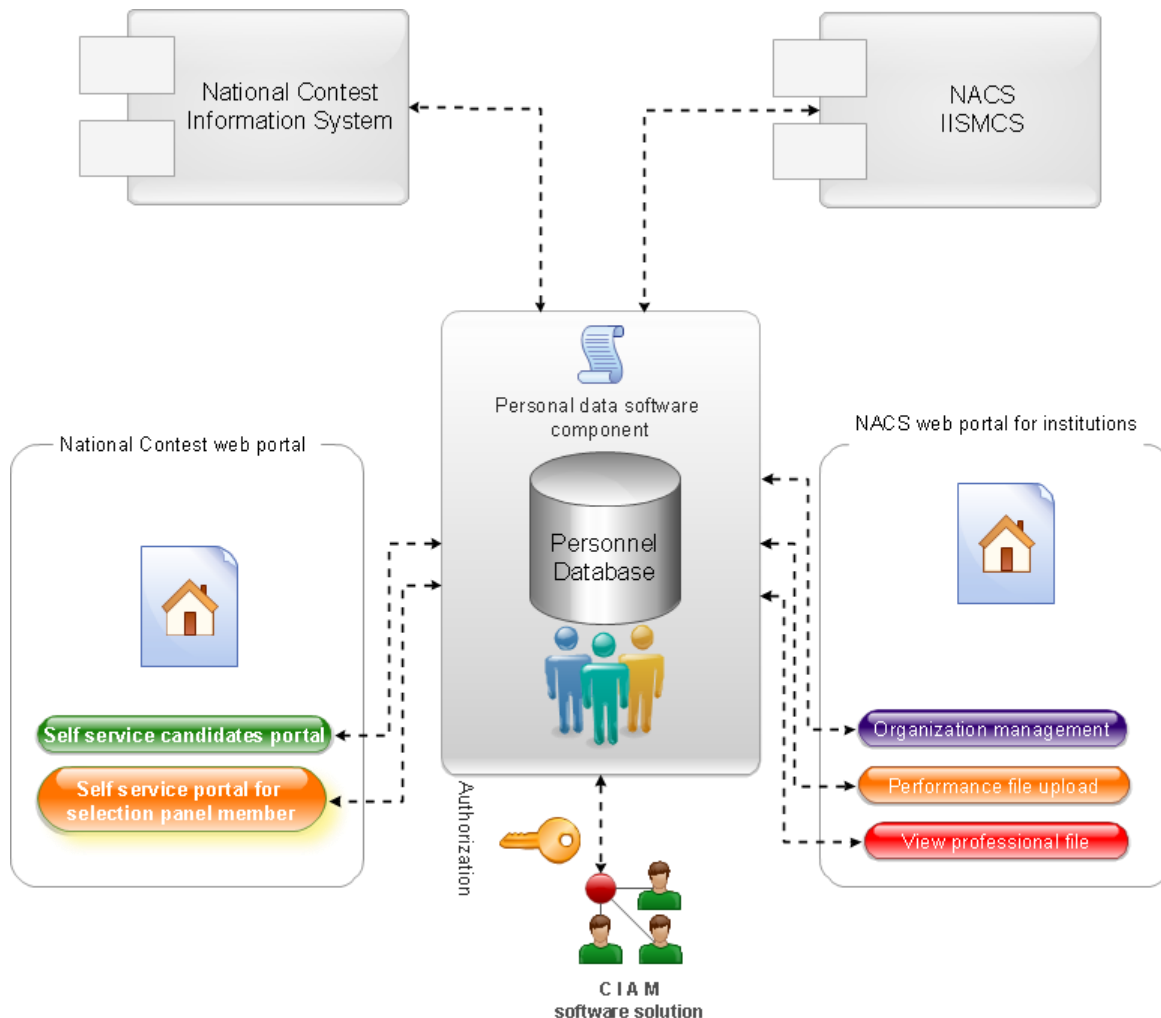 National Contest
Information System
NACS
IISMCS
Personal data software
component
National Contest web portal
NACS web portal for institutions
Personnel
Database
Self service candidates portal
Self service portal for
selection panel member
Organization management
Performance file upload
View professional file
Authorization
C I A M
software solution